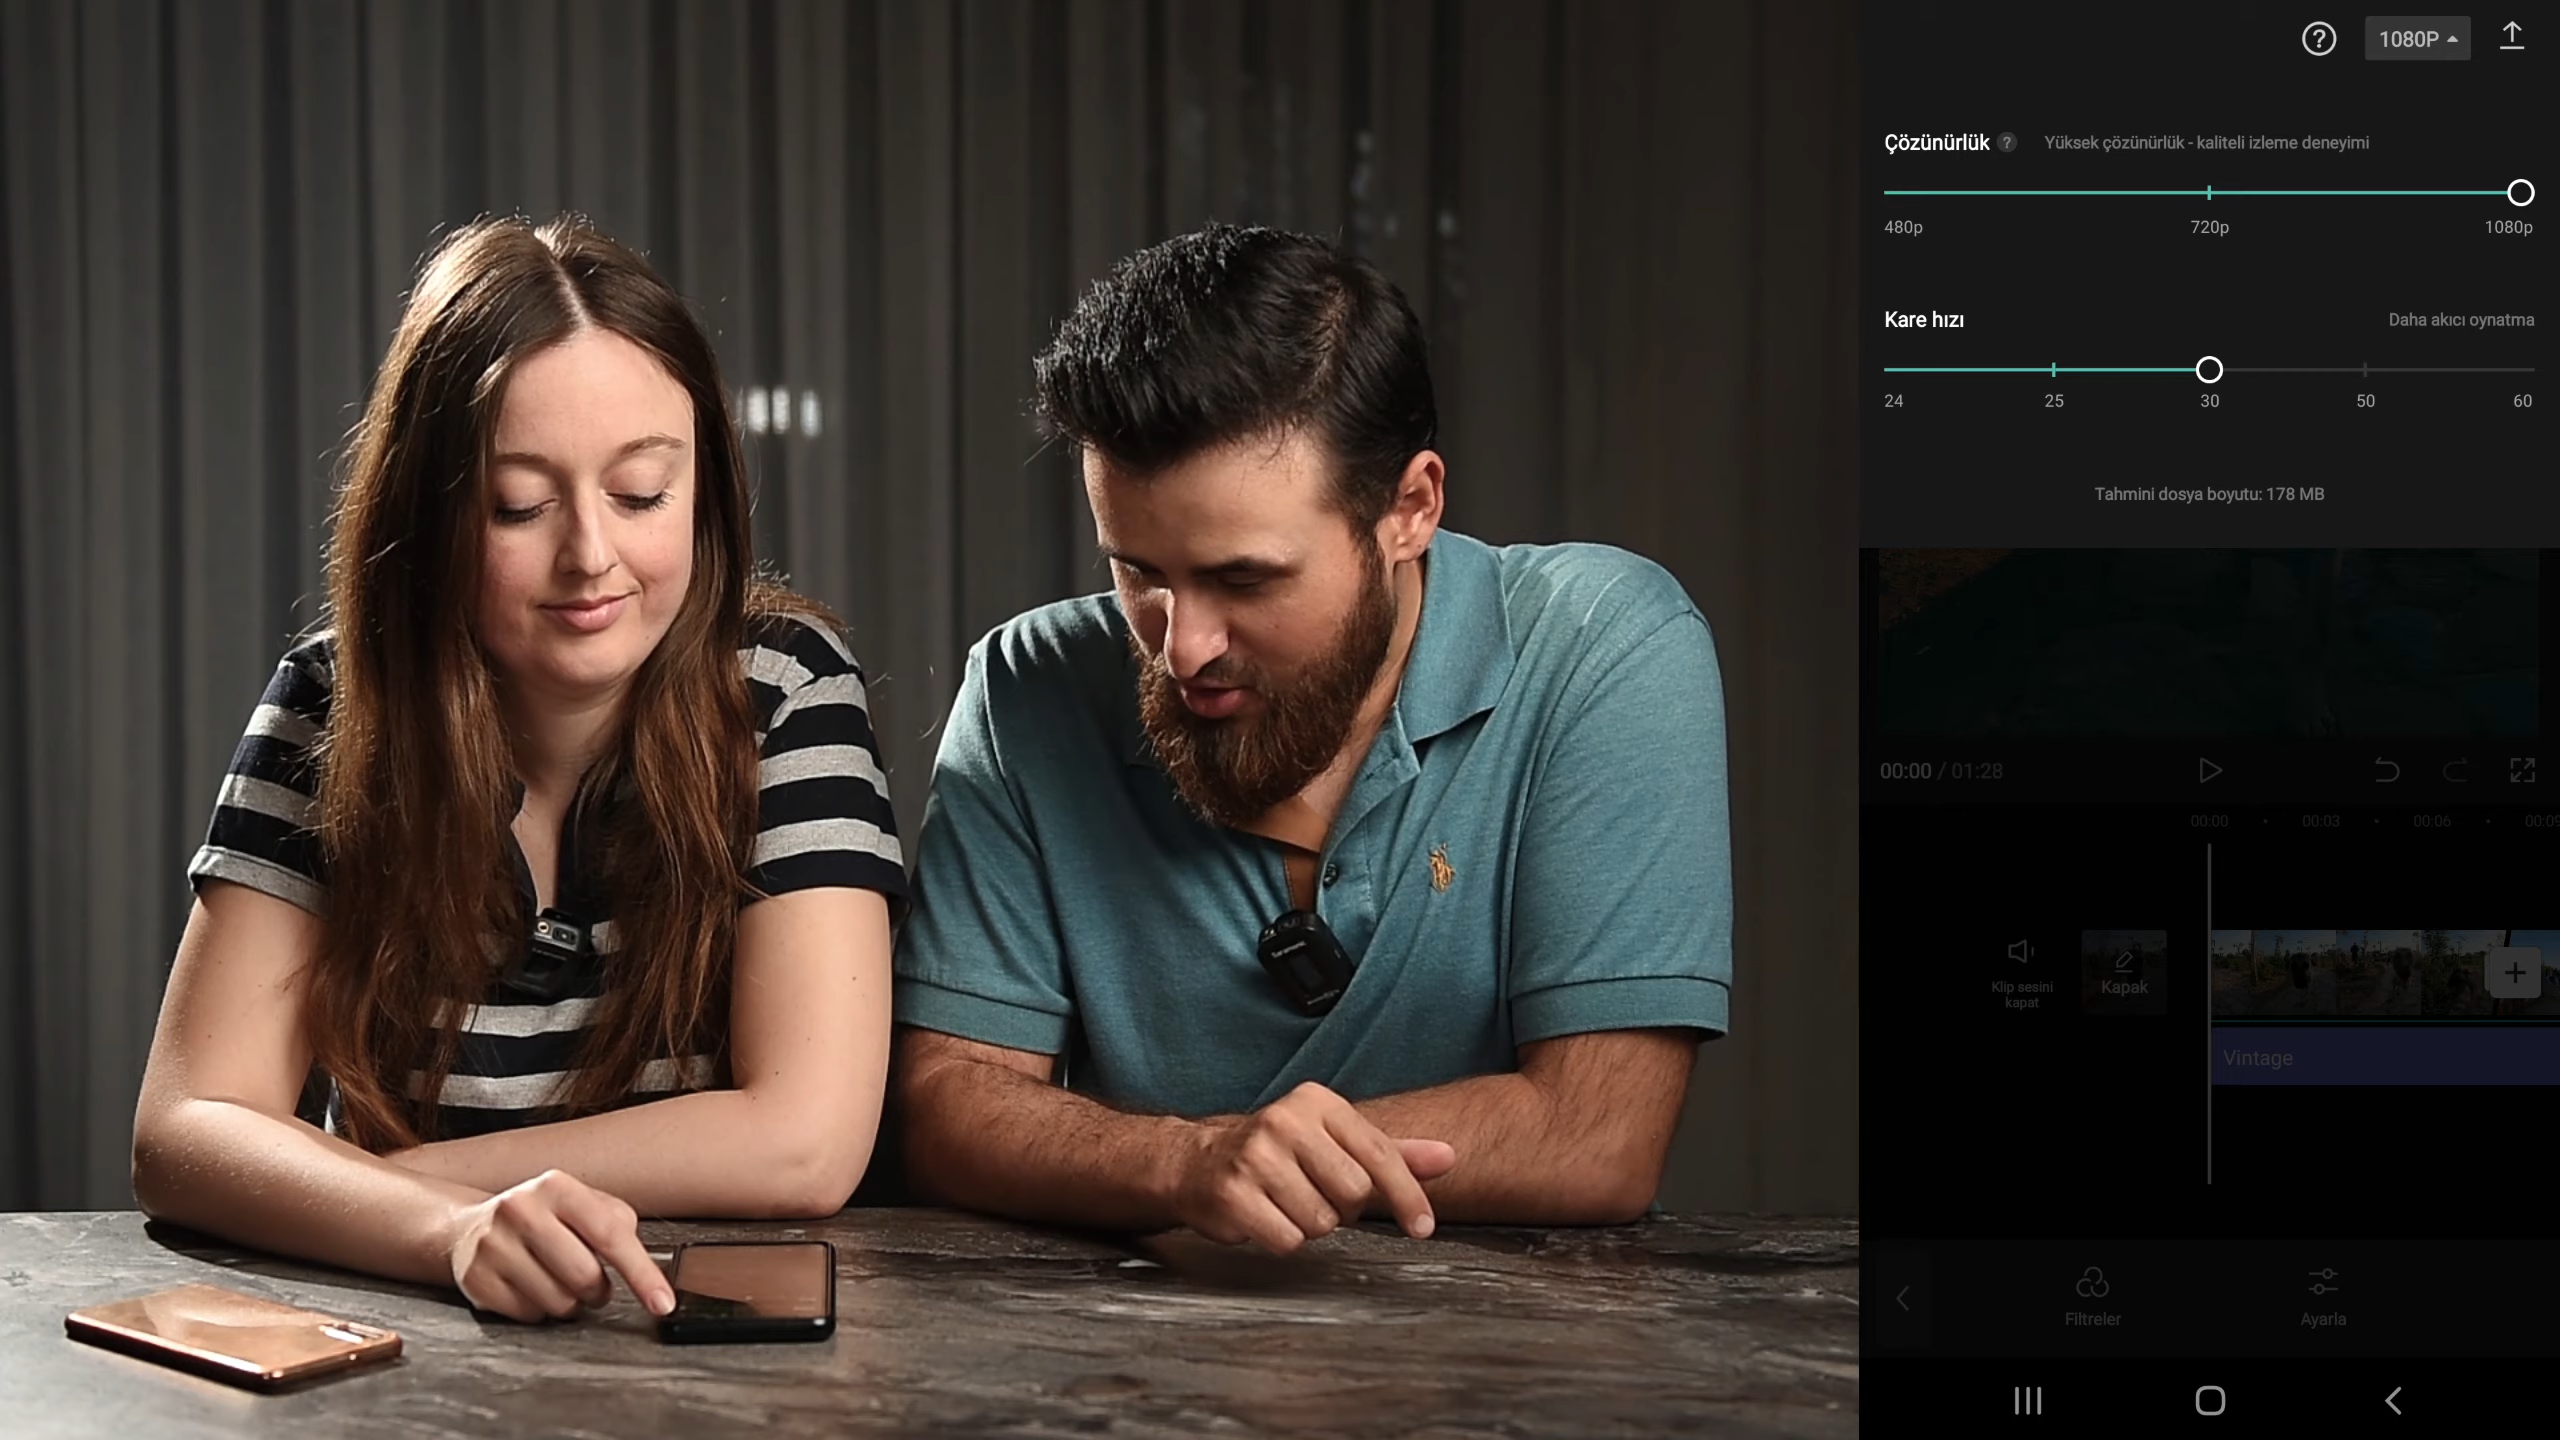 1080P
Çözünürlük ? Yüksek çözünürlük - kaliteli izleme deneyimi
480p 720p 1080p
Kare hızı Daha akıcı oynatma
24 25 30 50 60
Tahmini dosya boyutu: 178 MB
00:00 / 01:28
00:00 00:03 00:06 00:09
Klip sesini
kapat
Kapak
Vintage
Filtreler Ayarla